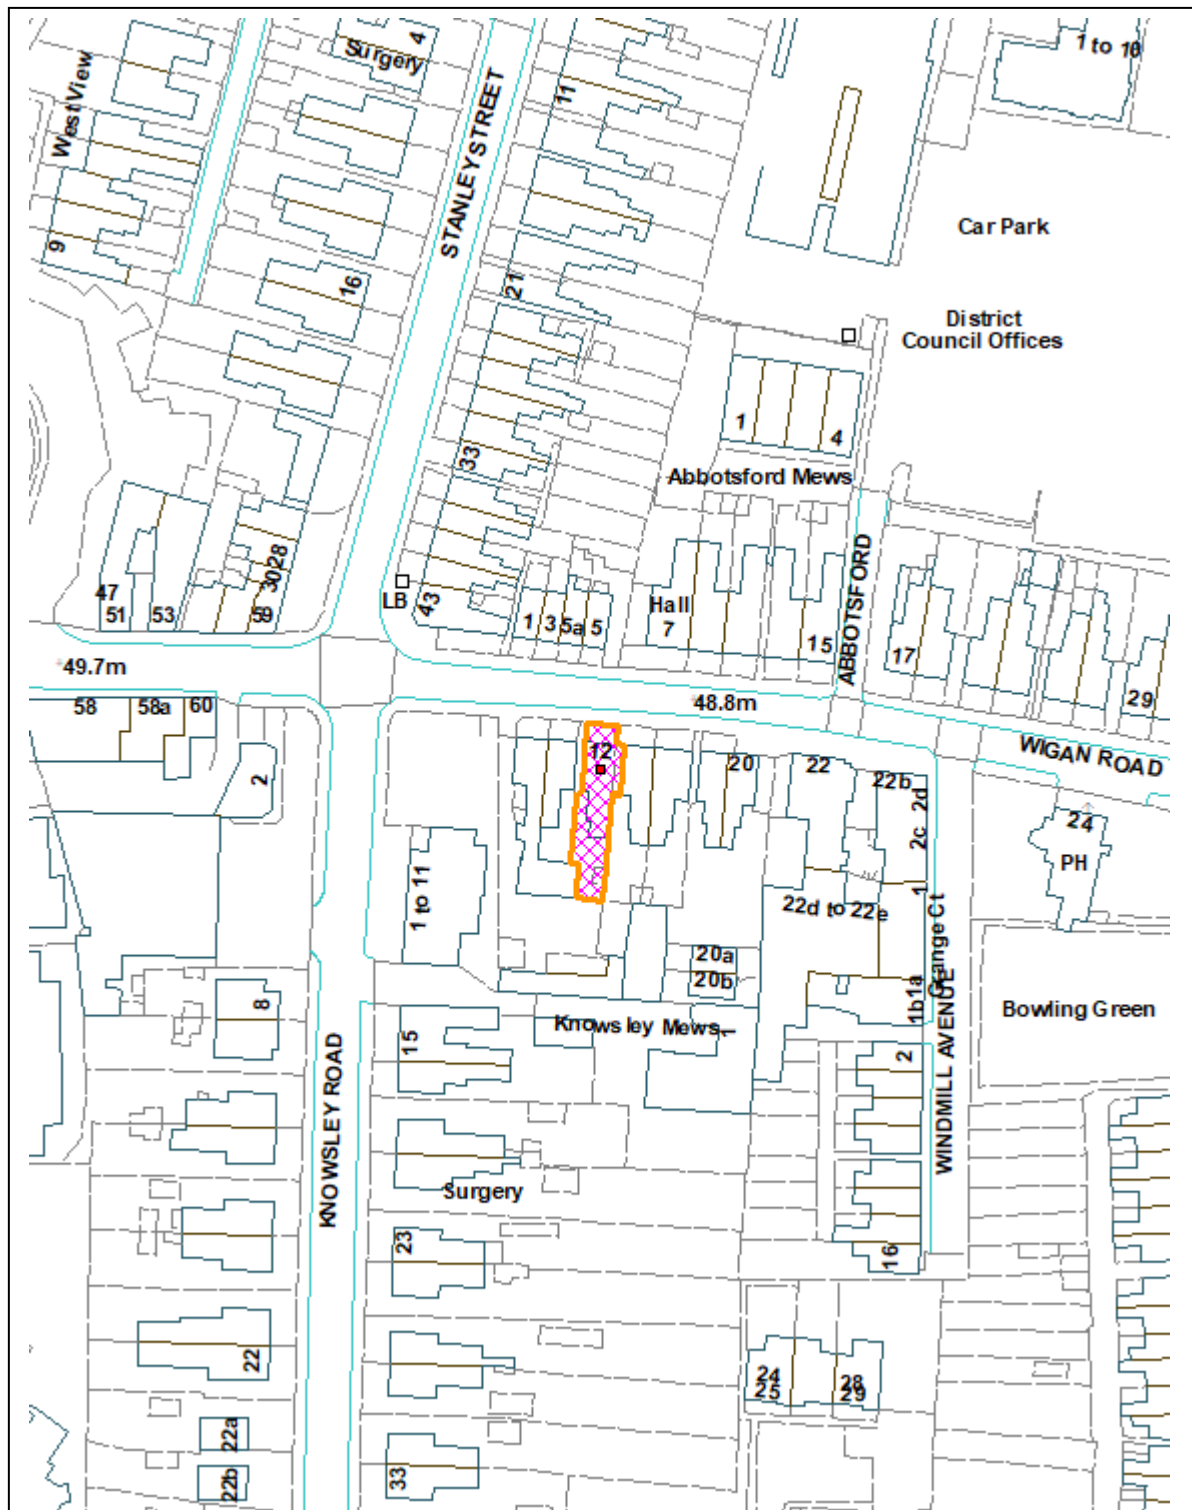 1 to 10
4
Surgery
West View
11
STANLEY STREET
Car Park
9
16
21
District
Council Offices
1
4
33
Abbotsford Mews
28
30
47
51
53
59
LB
43
1
3
5a
5
Hall
7
15
ABBOTSFORD
17
29
49.7m
48.8m
58
58a
60
2
12
20
22
22b
2d
2c
WIGAN ROAD
24
PH
1 to 11
22d to 22e
1
Grange Ct
20a
20b
1a
1b
8
Knowsley Mews
1
Bowling Green
15
2
WINDMILL AVENUE
KNOWSLEY ROAD
Surgery
23
16
22
24
25
28
29
22a
22b
33